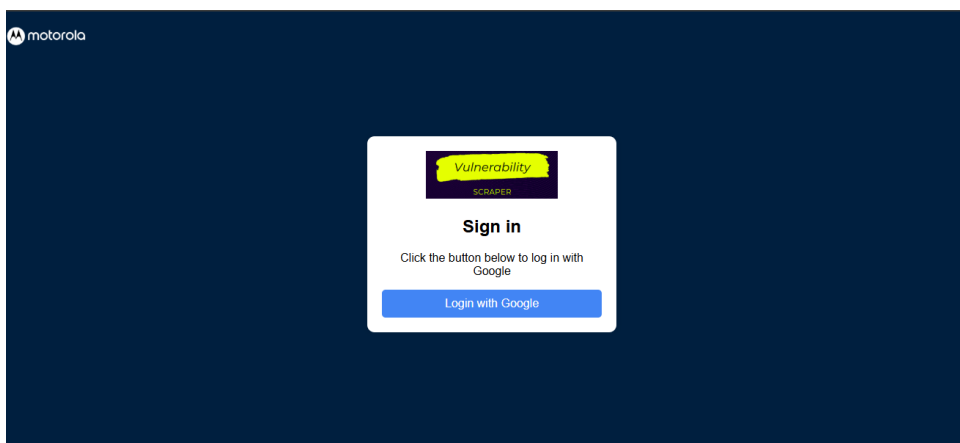 motorola
Vulnerability
SCRAPER
Sign in
Click the button below to log in with
Google
Login with Google